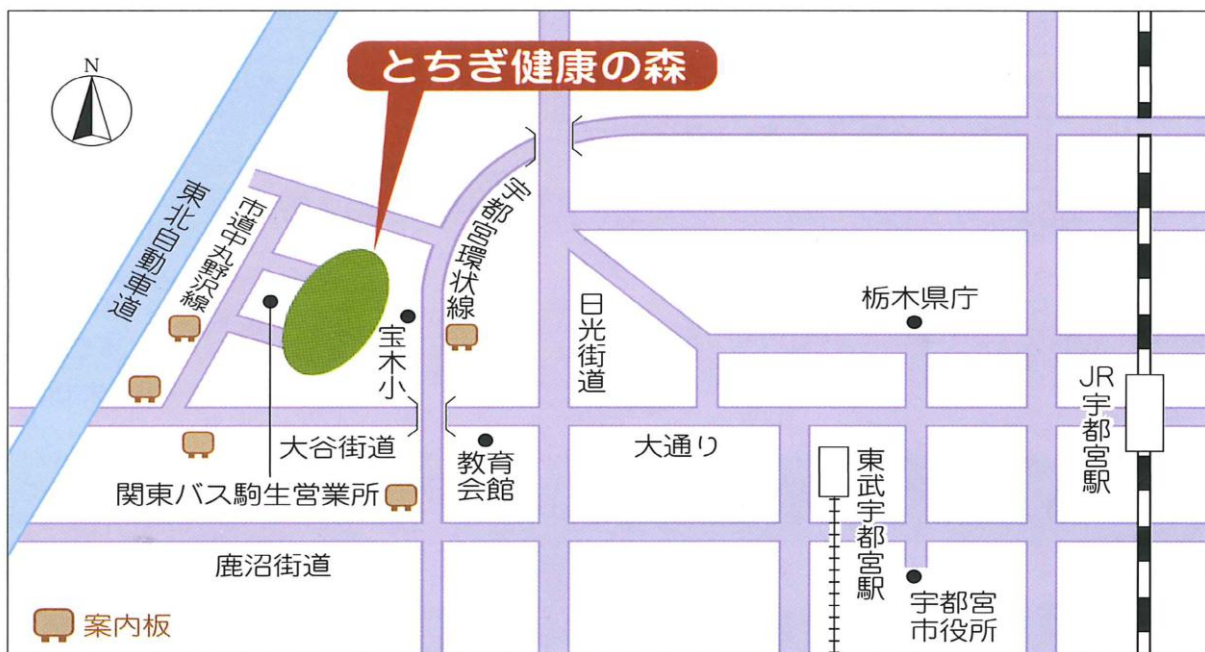 とちぎ健康の森
N
東北自動車道
市道中丸野沢線
宇都宮環状線
日光街道
栃木県庁
宝木小
JR宇都宮駅
大谷街道
教育
会館
大通り
東武宇都宮駅
関東バス駒生営業所
鹿沼街道
宇都宮
市役所
案内板